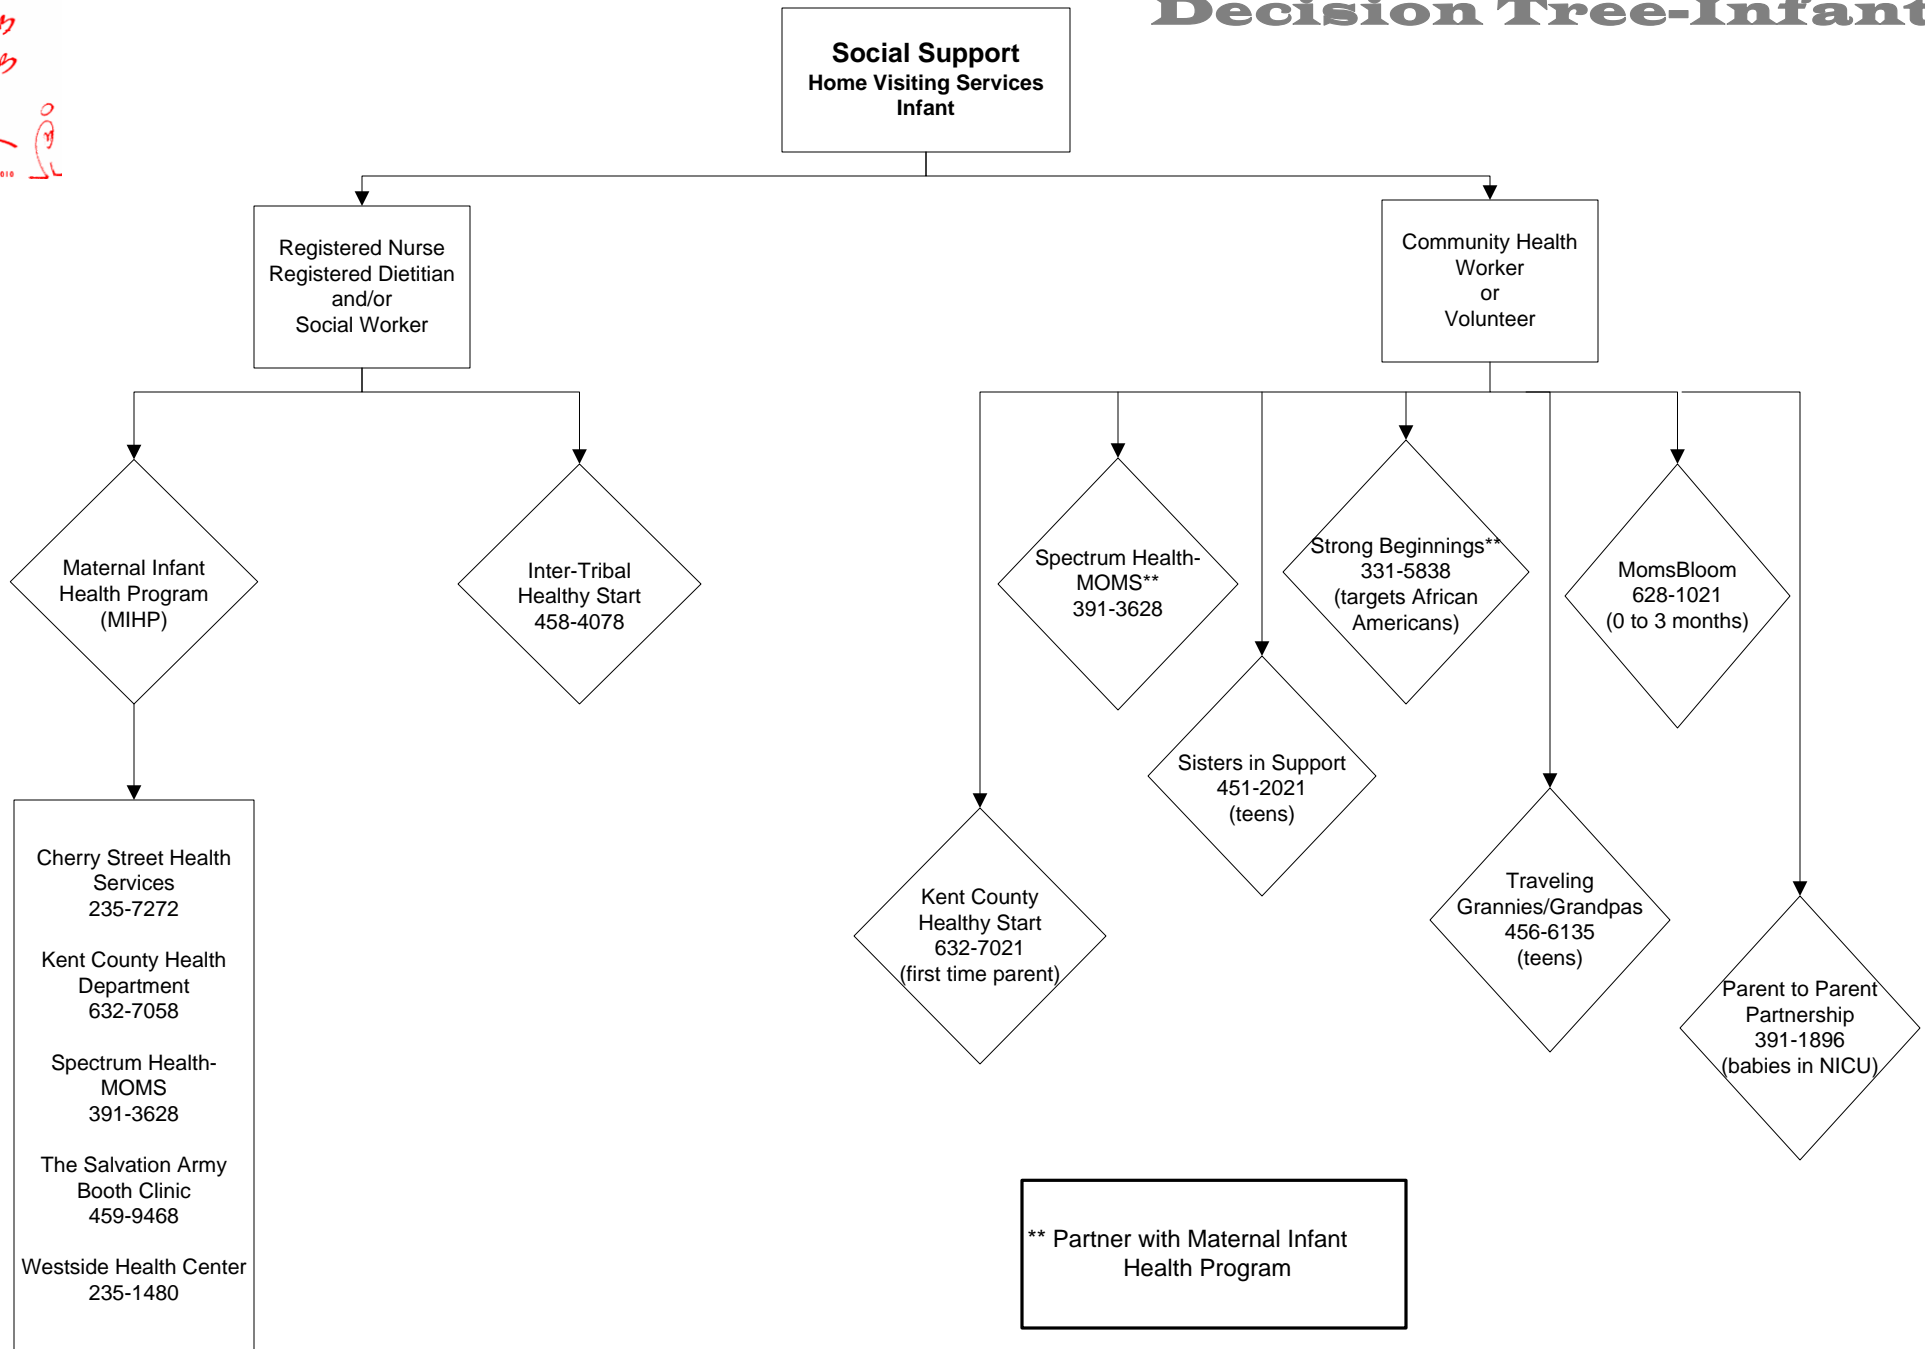 Decision Tree-Infant
Social Support
Home Visiting Services
Infant
Registered Nurse
Registered Dietitian
and/or
Social Worker
Community Health
Worker
or
Volunteer
Maternal Infant
Health Program
(MIHP)
Inter-Tribal
Healthy Start
458-4078
Spectrum Health-
MOMS**
391-3628
Strong Beginnings**
331-5838
(targets African
Americans)
MomsBloom
628-1021
(0 to 3 months)
Sisters in Support
451-2021
(teens)
Kent County
Healthy Start
632-7021
(first time parent)
Traveling
Grannies/Grandpas
456-6135
(teens)
Parent to Parent
Partnership
391-1896
(babies in NICU)
Cherry Street Health
Services
235-7272
Kent County Health
Department
632-7058
Spectrum Health-
MOMS
391-3628
The Salvation Army
Booth Clinic
459-9468
Westside Health Center
235-1480
** Partner with Maternal Infant
Health Program